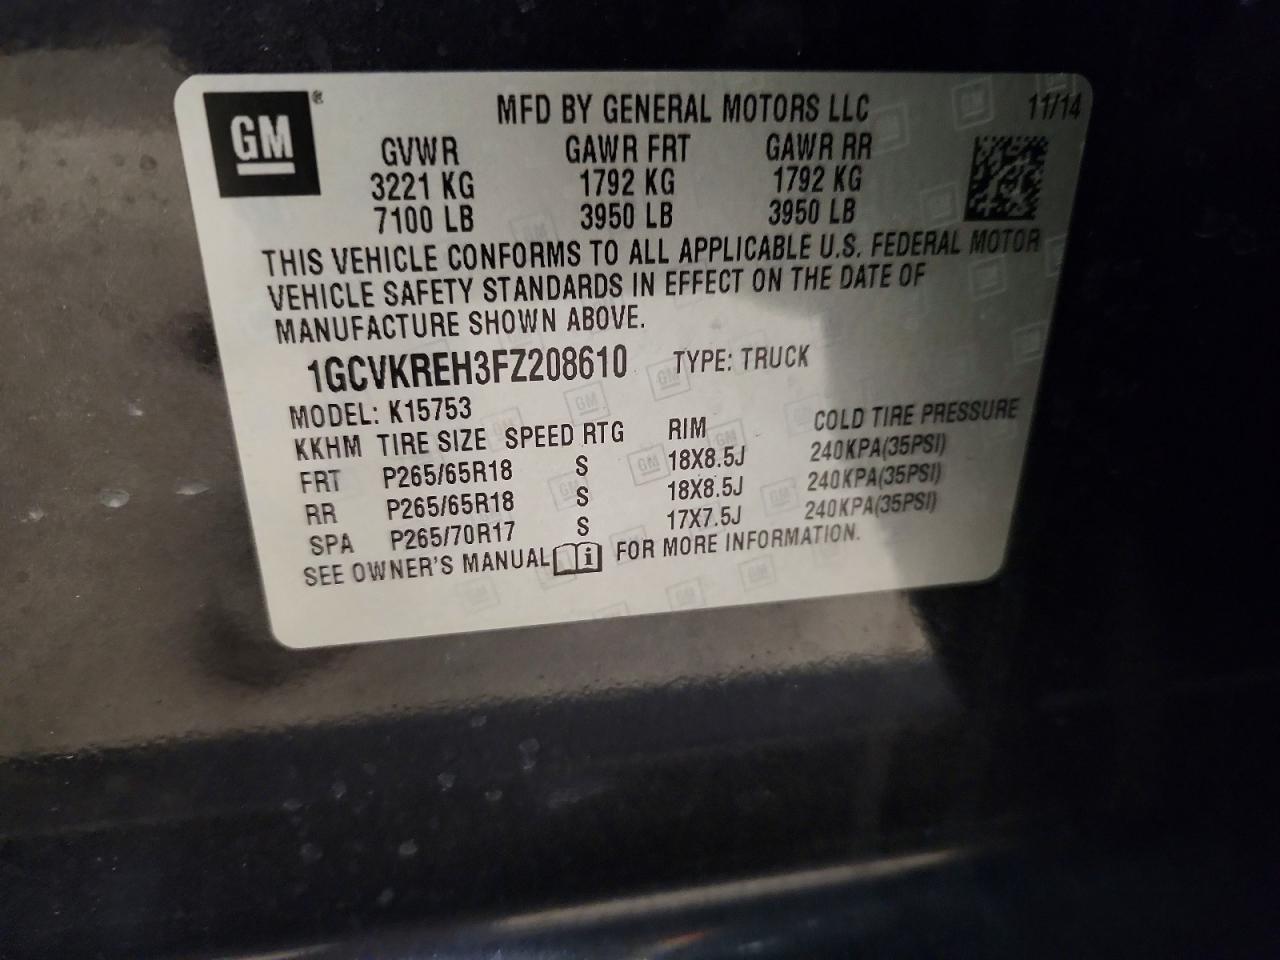 GM® MFD BY GENERAL MOTORS LLC 11/14
GVWR GAWR FRT GAWR RR
3221 KG 1792 KG 1792 KG
7100 LB 3950 LB 3950 LB
THIS VEHICLE CONFORMS TO ALL APPLICABLE U.S. FEDERAL MOTOR
VEHICLE SAFETY STANDARDS IN EFFECT ON THE DATE OF
MANUFACTURE SHOWN ABOVE.
1GCVKREH3FZ208610 TYPE: TRUCK
MODEL: K15753
KKHM TIRE SIZE SPEED RTG RIM COLD TIRE PRESSURE
FRT P265/65R18 S 18X8.5J 240KPA(35PSI)
RR P265/65R18 S 18X8.5J 240KPA(35PSI)
SPA P265/70R17 S 17X7.5J 240KPA(35PSI)
SEE OWNER'S MANUAL i FOR MORE INFORMATION.